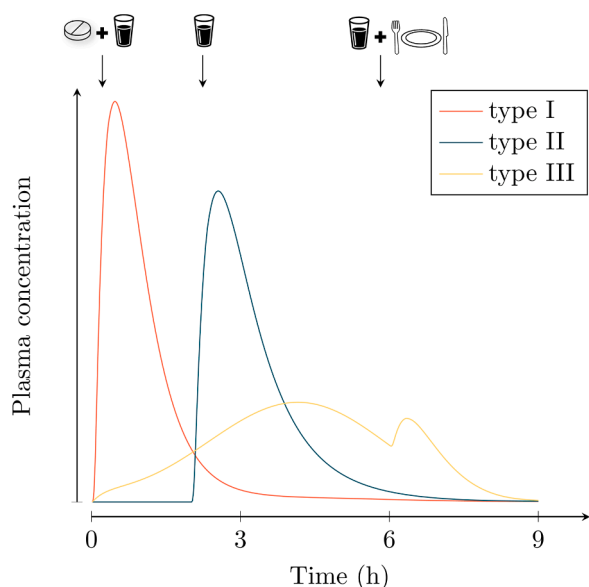 type I
type II
type III
Plasma concentration
0 3 6 9
Time (h)